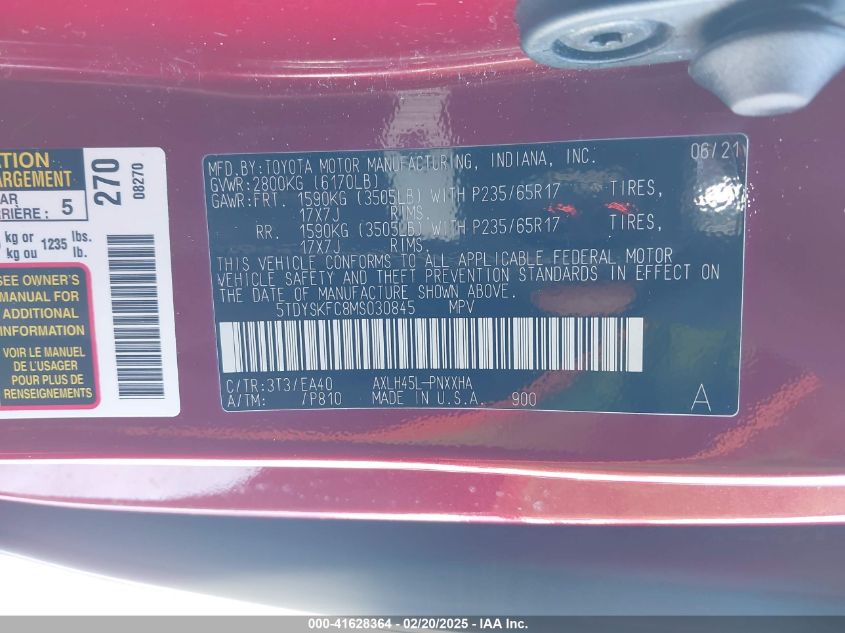 ATION
ARGEMENT
AR
RRIÈRE : 5
kg or 1235 lbs.
kg ou lb.
SEE OWNER'S
MANUAL FOR
ADDITIONAL
INFORMATION
VOIR LE MANUEL
DE L'USAGER
POUR PLUS DE
RENSEIGNEMENTS
270
08270
MFD.BY:TOYOTA MOTOR MANUFACTURING, INDIANA, INC. 06/21
GVWR:2800KG (6170LB)
GAWR:FRT. 1590KG (3505LB) WITH P235/65R17 TIRES,
17X7J RIMS.
RR. 1590KG (3505LB) WITH P235/65R17 TIRES,
17X7J RIMS.
THIS VEHICLE CONFORMS TO ALL APPLICABLE FEDERAL MOTOR
VEHICLE SAFETY AND THEFT PREVENTION STANDARDS IN EFFECT ON
THE DATE OF MANUFACTURE SHOWN ABOVE.
5TDYSKFC8MS030845 MPV
C/TR:3T3/EA40 AXLH45L-PNXXHA
A/TM: /P810 MADE IN U.S.A. 900 A
000-41628364 - 02/20/2025 - IAA Inc.